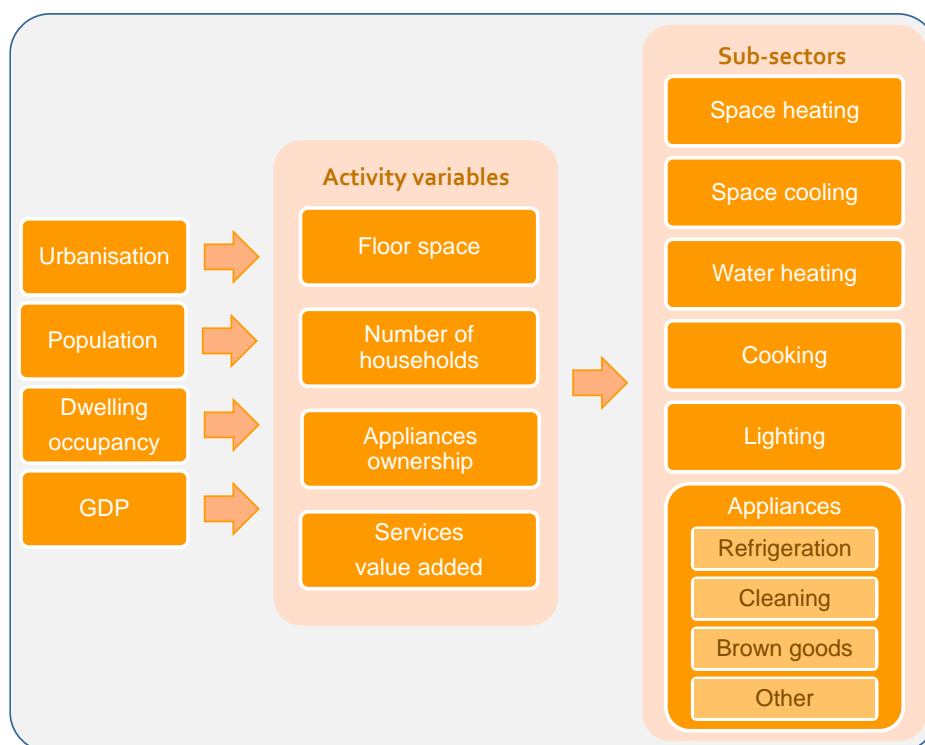 Urbanisation
Population
Dwelling
occupancy
GDP
Activity variables
Floor space
Number of
households
Appliances
ownership
Services
value added
Sub-sectors
Space heating
Space cooling
Water heating
Cooking
Lighting
Appliances
Refrigeration
Cleaning
Brown goods
Other